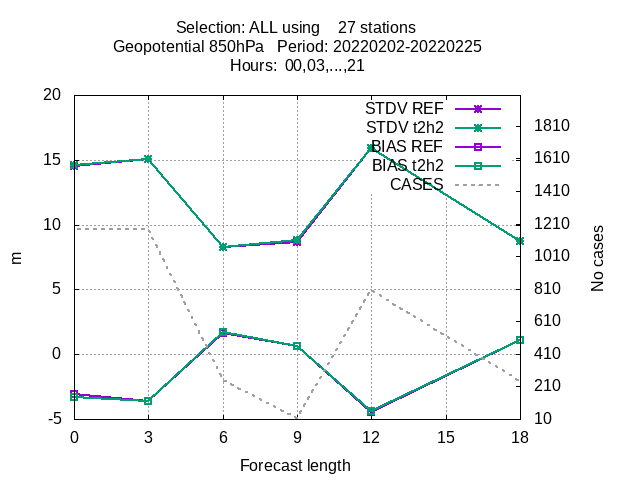 Selection: ALL using    27 stations
Geopotential 850hPa   Period: 20220202-20220225
Hours:  00,03,...,21
20
15
10
5
0
-5
m
STDV REF
STDV t2h2
BIAS REF
BIAS t2h2
CASES
1810
1610
1410
1210
1010
810
610
410
210
10
No cases
0 3 6 9 12 15 18
Forecast length